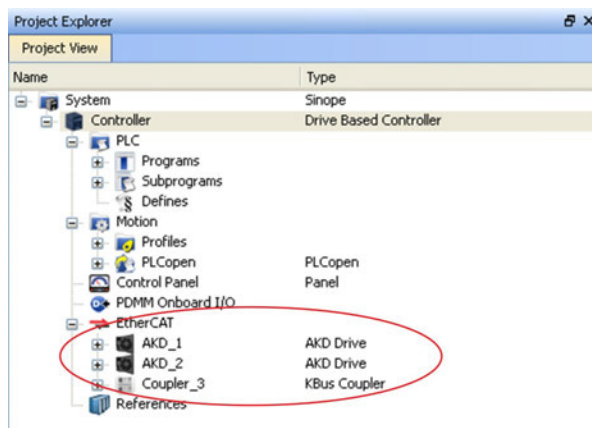 Project Explorer
Project View
Name Type
System Sinope
Controller Drive Based Controller
PLC
Programs
Subprograms
Defines
Motion
Profiles
PLCopen PLCopen
Control Panel Panel
PDMM Onboard I/O
EtherCAT
AKD_1 AKD Drive
AKD_2 AKD Drive
Coupler_3 KBus Coupler
References